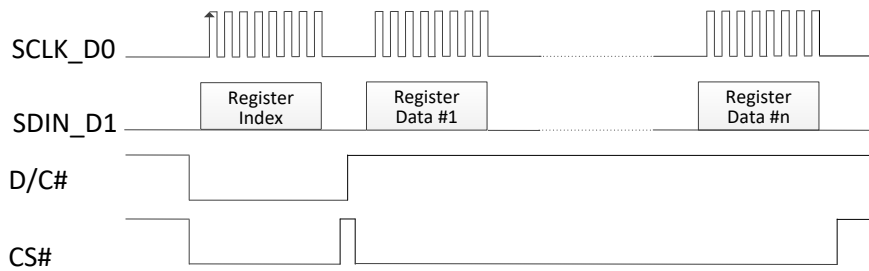 SCLK_D0
SDIN_D1
Register
Index
Register
Data #1
Register
Data #n
D/C#
CS#